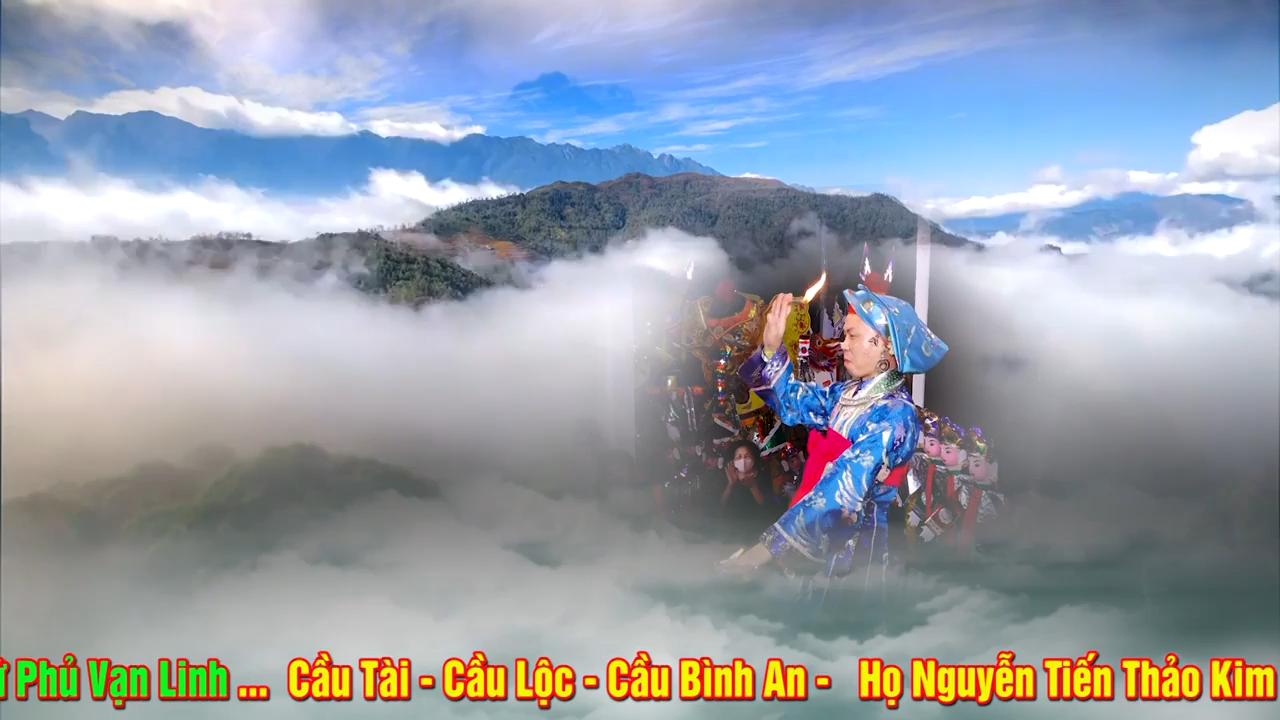 Phủ Vạn Linh ... Cầu Tài - Cầu Lộc - Cầu Bình An - Họ Nguyễn Tiến Thảo Kim